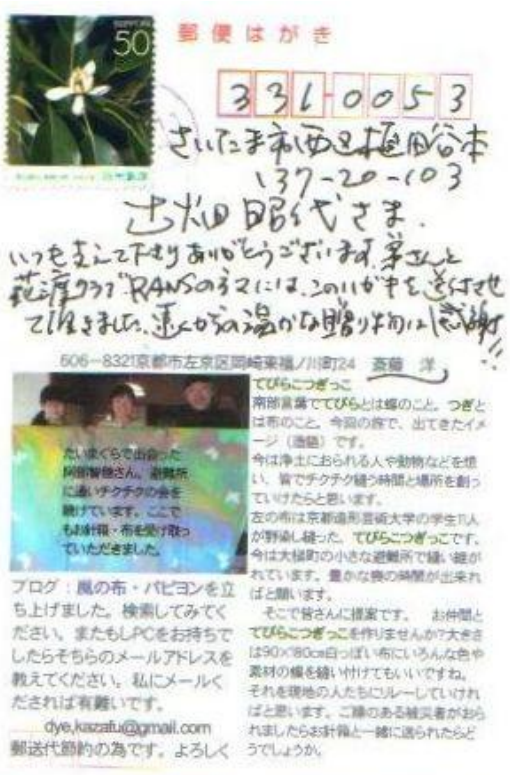 NIPPON
50
郵便はがき
331-0053
さいたま市西区植田谷本
137-20-103
古畑昭代さま
いつも支えて下さりありがとうございます。
クラブRANSの方々には、このハガキを送付させ
て頂きました。 温かな贈り物に感謝!!
606-8321京都市左京区岡崎東福ノ川町24 斎藤 洋
たいまぐらで出会った
阿部智穂さん。避難所
に通いチクチクの会を
続けています。ここで
もお針箱・布を受け取っ
ていただきました。
ブログ:風の布・パピヨンを立
ち上げました。検索してみてく
ださい。またもしPCをお持ちで
したらそちらのメールアドレスを
教えてください。私にメールく
だされば有難いです。
dye.kazafu@gmail.com
郵送代節約の為です。よろしく
てびらこつぎっこ
南部言葉でてびらとは蝶のこと。つぎと
は布のこと。今回の旅で、出てきたイメ
ージ(造語)です。
今は浄土におられる人や動物などを想
い、皆でチクチク縫う時間と場所を創っ
ていけたらと思います。
左の布は京都造形芸術大学の学生11人
が野染し縫った、てびらこつぎっこです。
今は大槌町の小さな避難所で縫い継が
れています。豊かな機の時間が出来れ
ばと願います。
そこで皆さんに提案です。 お仲間と
てびらこつぎっこを作りませんか?大きさ
は90×180cm白っぽい布にいろんな色や
素材の蝶を縫い付けてもいいですね。
それを現地の人たちにリレーしていけれ
ばと思います。ご縁のある被災者がおら
れましたらお針箱と一緒に送られたらど
うでしょうか。